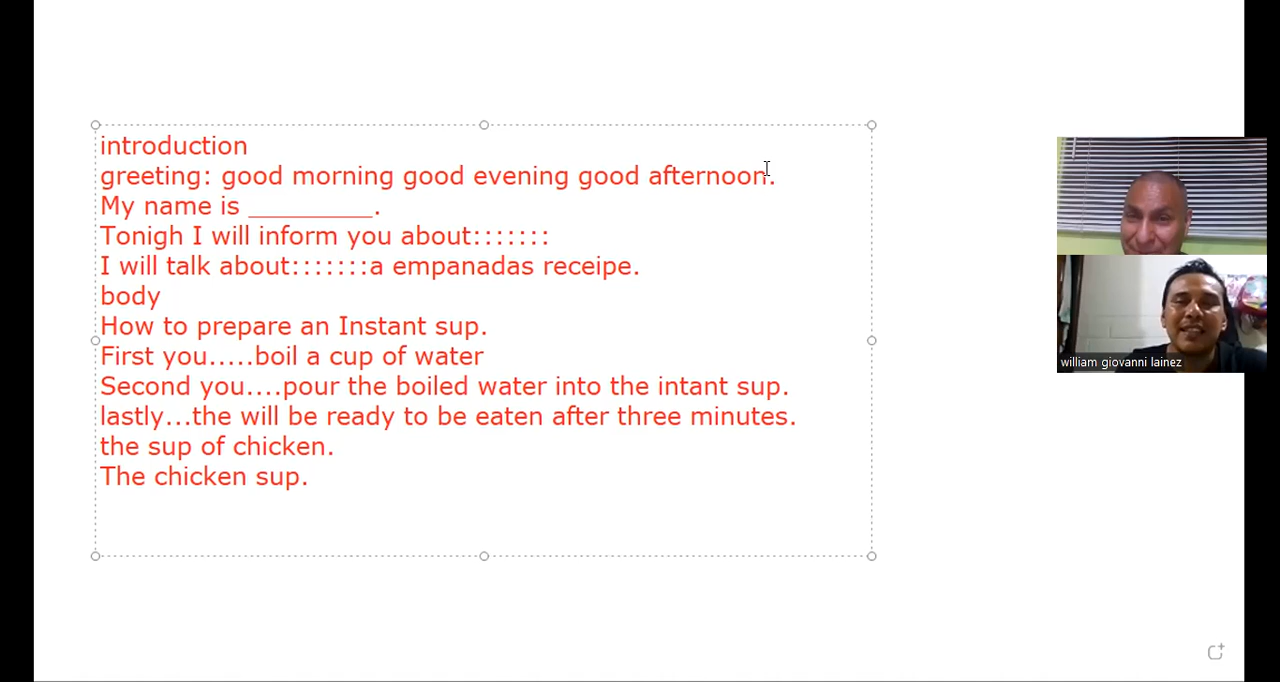 introduction
greeting: good morning good evening good afternoon.
My name is _________.
Tonigh I will inform you about:::::::
I will talk about:::::::a empanadas receipe.
body
How to prepare an Instant sup.
First you.....boil a cup of water
Second you....pour the boiled water into the intant sup.
lastly...the will be ready to be eaten after three minutes.
the sup of chicken.
The chicken sup.
william giovanni lainez